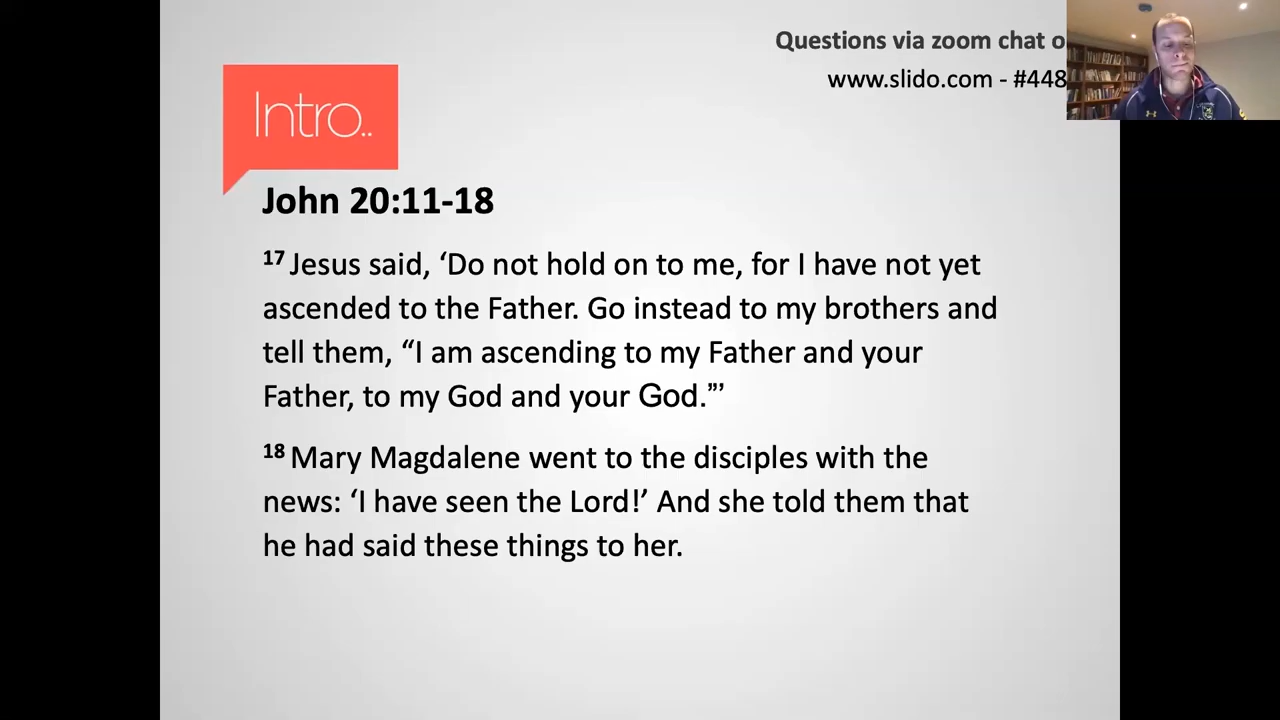 Questions via zoom chat o
www.slido.com - #448
Intro..
John 20:11-18
17 Jesus said, ‘Do not hold on to me, for I have not yet
ascended to the Father. Go instead to my brothers and
tell them, “I am ascending to my Father and your
Father, to my God and your God.”’
18 Mary Magdalene went to the disciples with the
news: ‘I have seen the Lord!’ And she told them that
he had said these things to her.